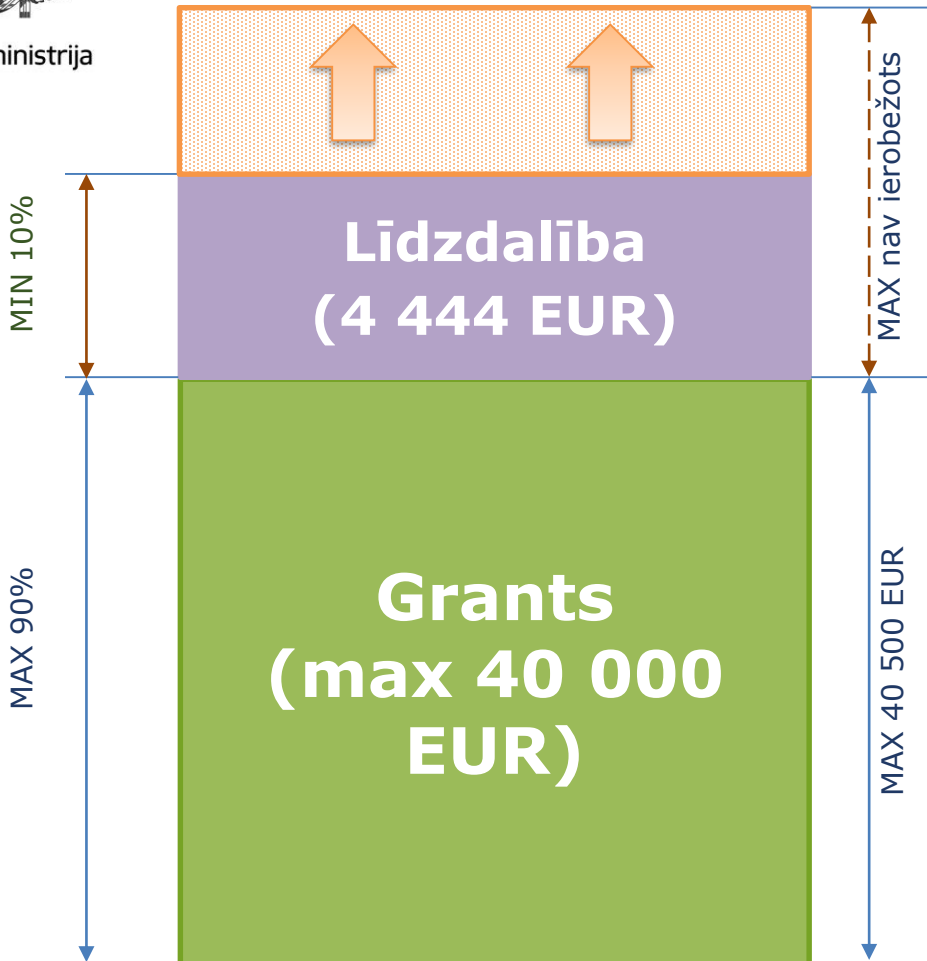 ministrija
MAX nav ierobežots
MIN 10%
Līdzdalība
(4 444 EUR)
MAX 90%
Grants
(max 40 000
EUR)
MAX 40 500 EUR